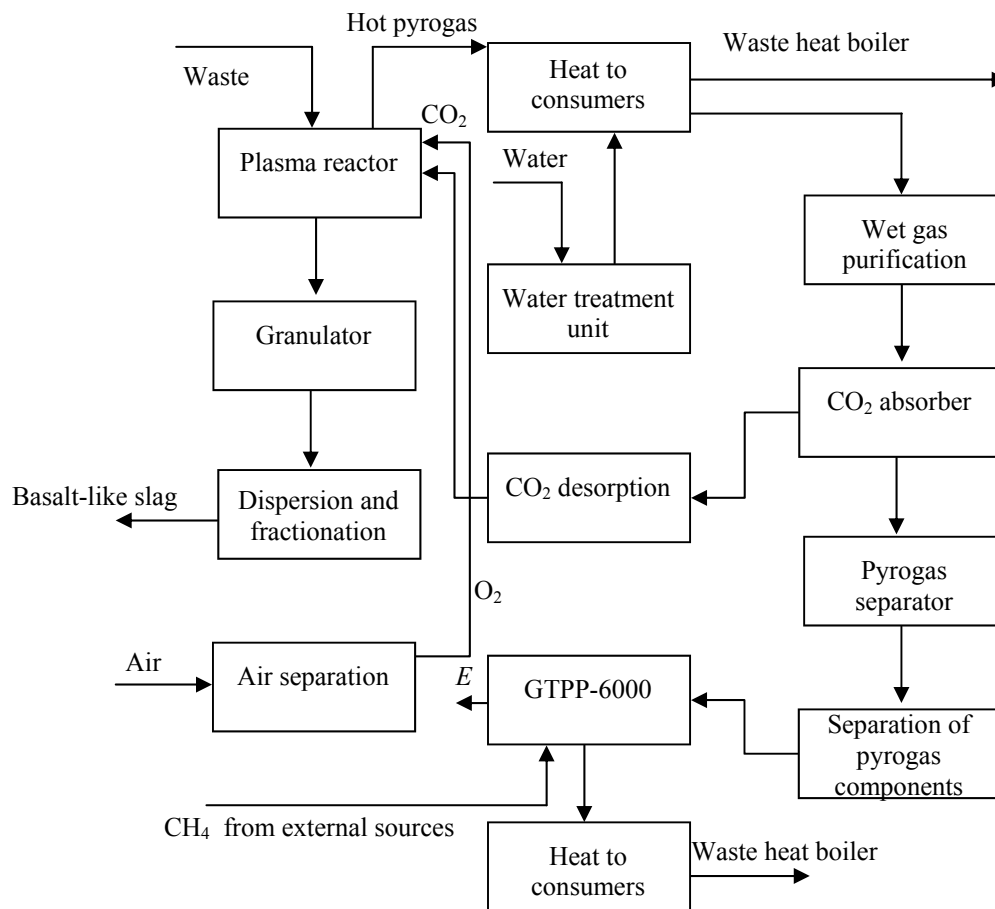 Hot pyrogas
Waste heat boiler
Waste
Heat to
consumers
CO₂
Plasma reactor
Water
Wet gas
purification
Water treatment
unit
Granulator
CO₂ absorber
CO₂ desorption
Basalt-like slag
Dispersion and
fractionation
Pyrogas
separator
O₂
Air
Air separation
E
GTPP-6000
Separation of
pyrogas
components
CH₄ from external sources
Heat to
consumers
Waste heat boiler